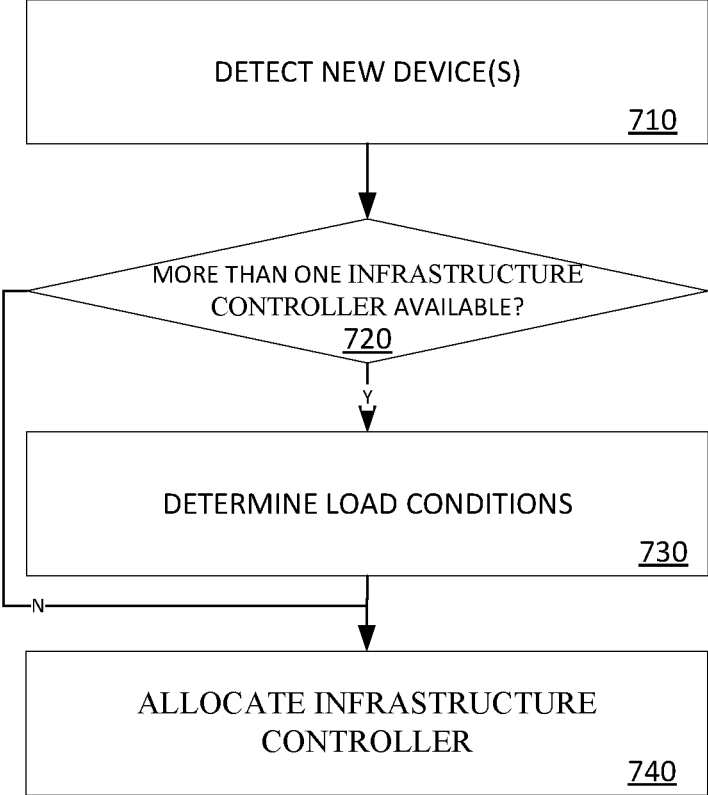 DETECT NEW DEVICE(S)
710
MORE THAN ONE INFRASTRUCTURE
CONTROLLER AVAILABLE?
720
Y
DETERMINE LOAD CONDITIONS
730
N
ALLOCATE INFRASTRUCTURE
CONTROLLER
740